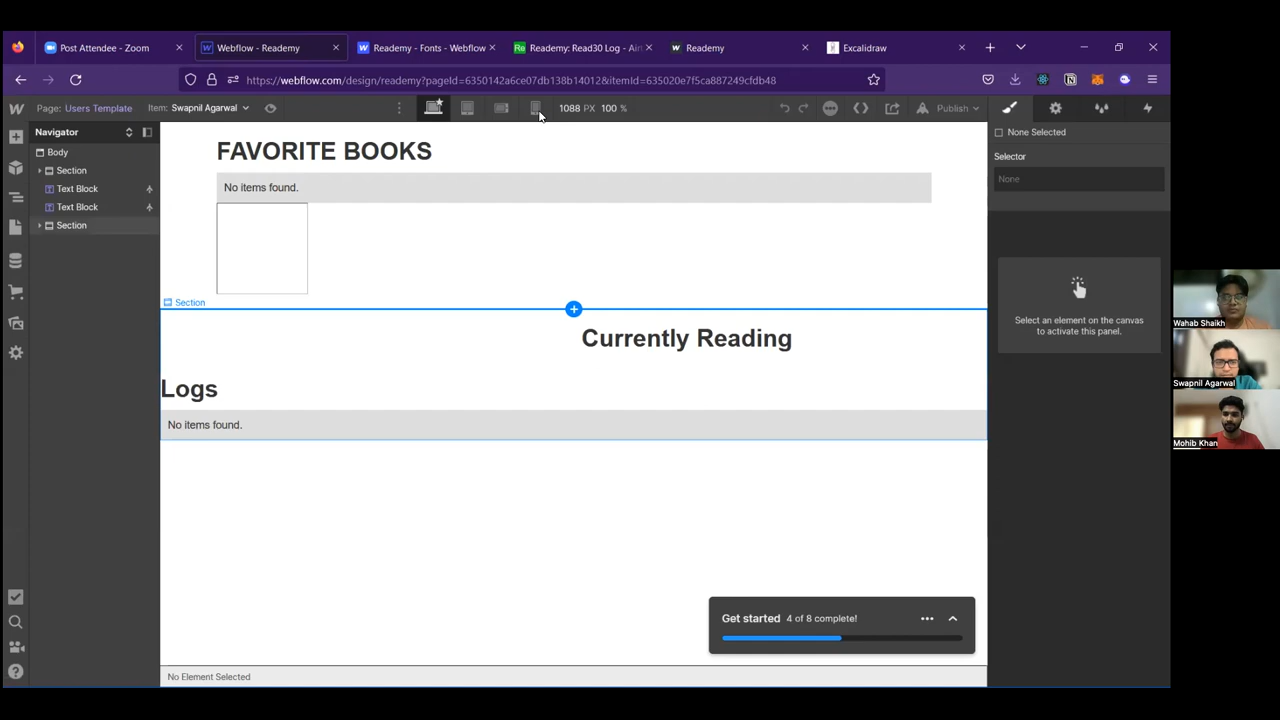 Post Attendee - Zoom
Webflow - Reademy
Reademy - Fonts - Webflow
Re
Reademy: Read30 Log - Air
Reademy
Excalidraw
https://webflow.com/design/reademy?pageId=6350142a6ce07db138b14012&itemId=635020e7f5ca887249cfdb48
Page: Users Template
Item: Swapnil Agarwal
1088 PX 100 %
Publish
Navigator
Body
Section
Text Block
Text Block
Section
FAVORITE BOOKS
No items found.
Section
Currently Reading
Logs
No items found.
None Selected
Selector
None
Select an element on the canvas
to activate this panel.
Wahab Shaikh
Swapnil Agarwal
Mohib Khan
Get started 4 of 8 complete!
No Element Selected